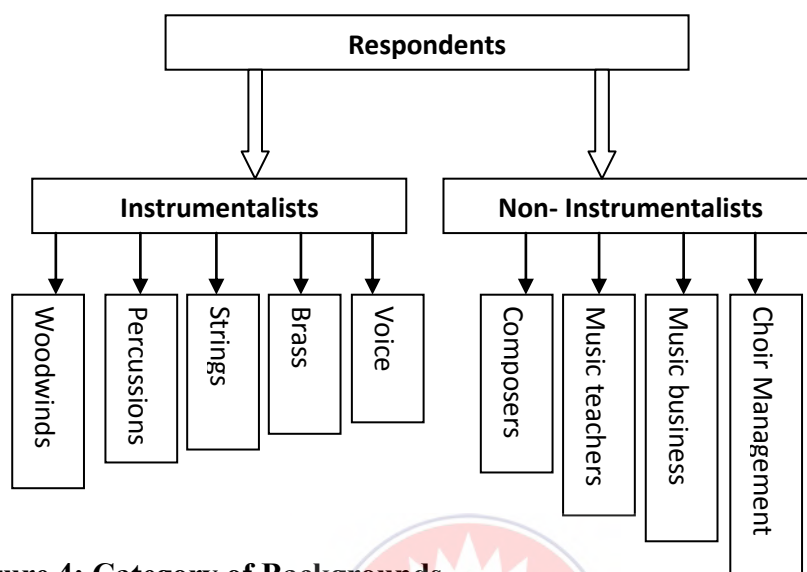 Respondents
Instrumentalists
Non- Instrumentalists
Woodwinds
Percussions
Strings
Brass
Voice
Composers
Music teachers
Music business
Choir Management
4: Category of Backgrounds